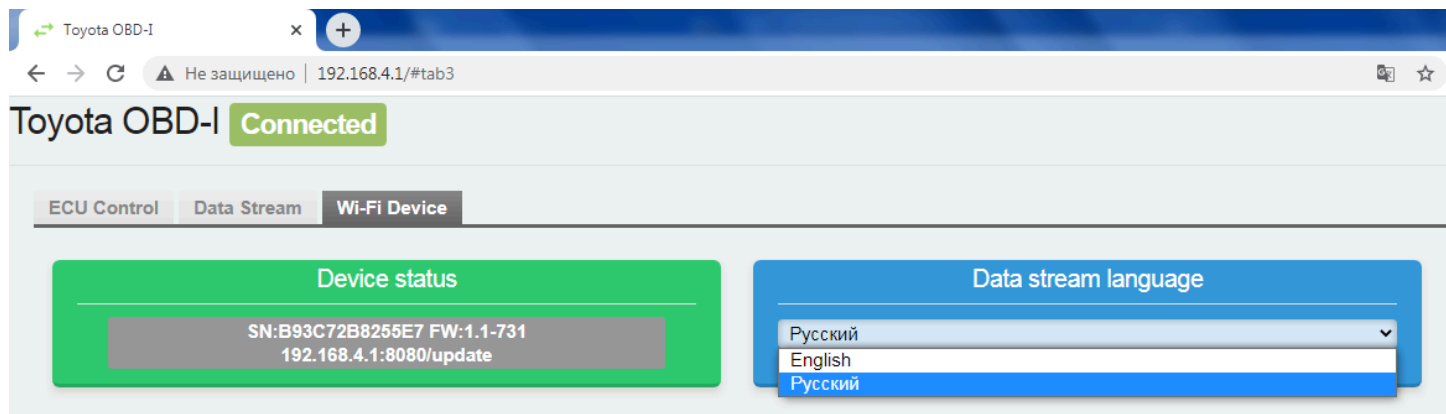 Toyota OBD-I
Не защищено 192.168.4.1/#tab3
Toyota OBD-I Connected
ECU Control Data Stream Wi-Fi Device
Device status
SN:B93C72B8255E7 FW:1.1-731
192.168.4.1:8080/update
Data stream language
Русский
English
Русский